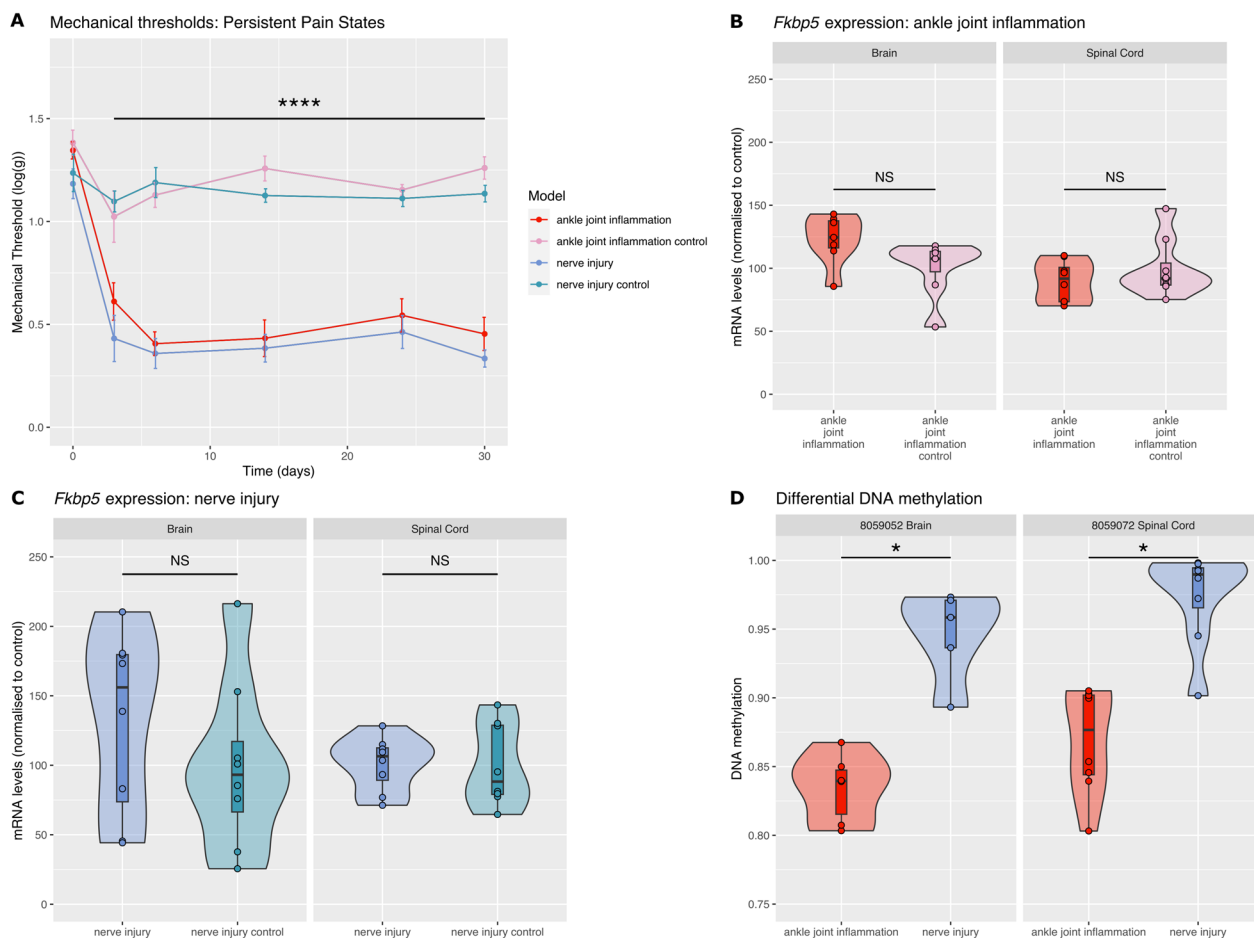 A Mechanical thresholds: Persistent Pain States
****
1.5
1.0
0.5
0.0
Mechanical Threshold (log(g))
0 10 20 30
Time (days)
Model
ankle joint inflammation
ankle joint inflammation control
nerve injury
nerve injury control
B Fkbp5 expression: ankle joint inflammation
Brain Spinal Cord
250
200
150
100
50
0
mRNA levels (normalised to control)
NS NS
ankle ankle ankle ankle
joint joint joint joint
inflammation inflammation inflammation inflammation
control control
C Fkbp5 expression: nerve injury
Brain Spinal Cord
250
200
150
100
50
0
mRNA levels (normalised to control)
NS NS
nerve injury nerve injury control nerve injury nerve injury control
D Differential DNA methylation
8059052 Brain 8059072 Spinal Cord
* *
1.00
0.95
0.90
0.85
0.80
0.75
DNA methylation
ankle joint inflammation nerve injury ankle joint inflammation nerve injury